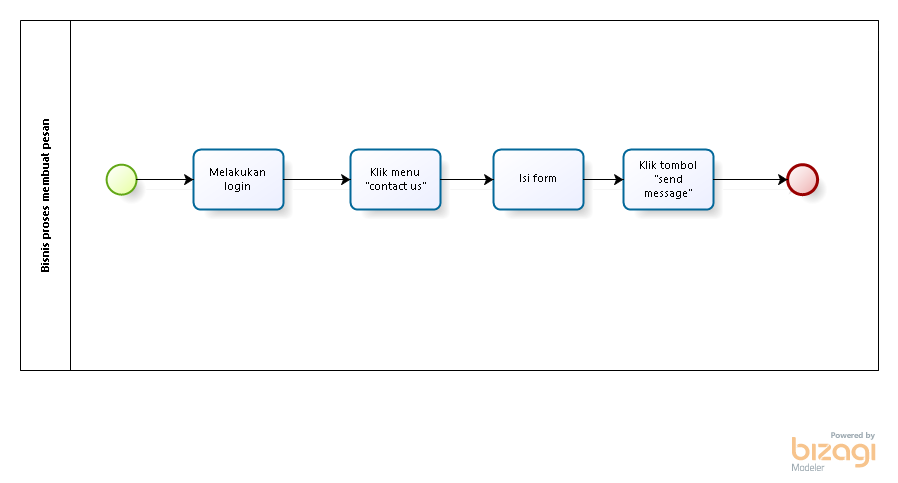 Bisnis proses membuat pesan
Melakukan
login
Klik menu
"contact us"
Isi form
Klik tombol
"send
message"
Powered by
bizagi
Modeler